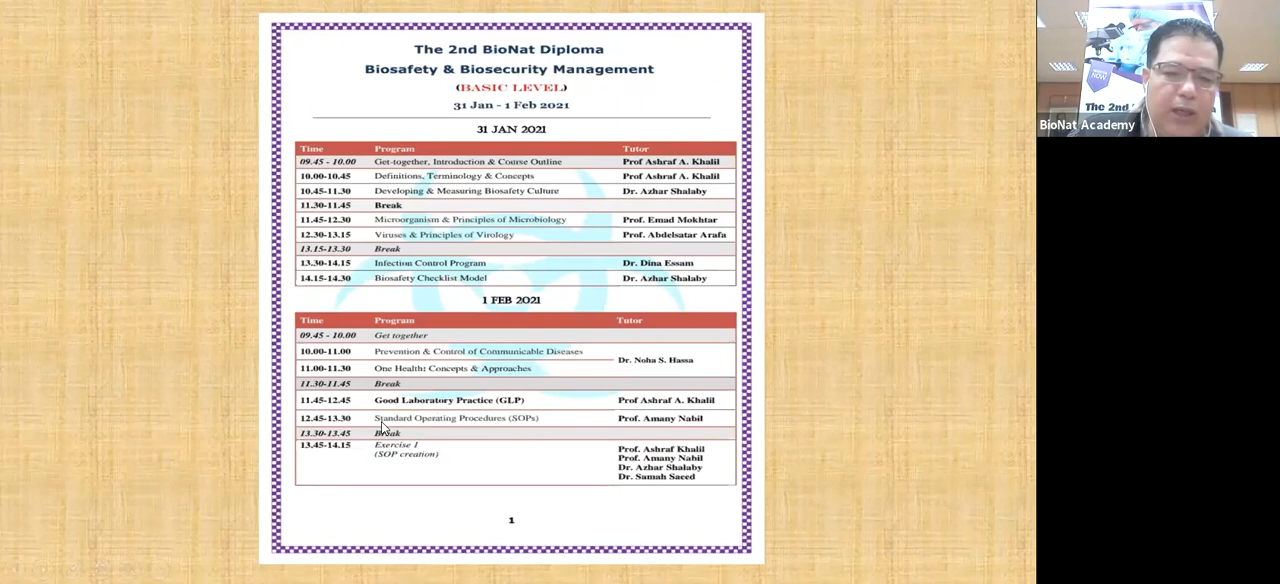 The 2nd BioNat Diploma
Biosafety & Biosecurity Management
(BASIC LEVEL)
31 Jan - 1 Feb 2021
31 JAN 2021
Time Program Tutor
09.45 - 10.00 Get-together, Introduction & Course Outline Prof Ashraf A. Khalil
10.00-10.45 Definitions, Terminology & Concepts Prof Ashraf A. Khalil
10.45-11.30 Developing & Measuring Biosafety Culture Dr. Azhar Shalaby
11.30-11.45 Break
11.45-12.30 Microorganism & Principles of Microbiology Prof. Emad Mokhtar
12.30-13.15 Viruses & Principles of Virology Prof. Abdelsatar Arafa
13.15-13.30 Break
13.30-14.15 Infection Control Program Dr. Dina Essam
14.15-14.30 Biosafety Checklist Model Dr. Azhar Shalaby
1 FEB 2021
Time Program Tutor
09.45 - 10.00 Get together
10.00-11.00 Prevention & Control of Communicable Diseases
Dr. Noha S. Hassa
11.00-11.30 One Health: Concepts & Approaches
11.30-11.45 Break
11.45-12.45 Good Laboratory Practice (GLP) Prof Ashraf A. Khalil
12.45-13.30 Standard Operating Procedures (SOPs) Prof. Amany Nabil
13.30-13.45 Break
13.45-14.15 Exercise 1
(SOP creation)
Prof. Ashraf Khalil
Prof. Amany Nabil
Dr. Azhar Shalaby
Dr. Samah Saeed
1
NOW
The 2nd
BioNat Academy